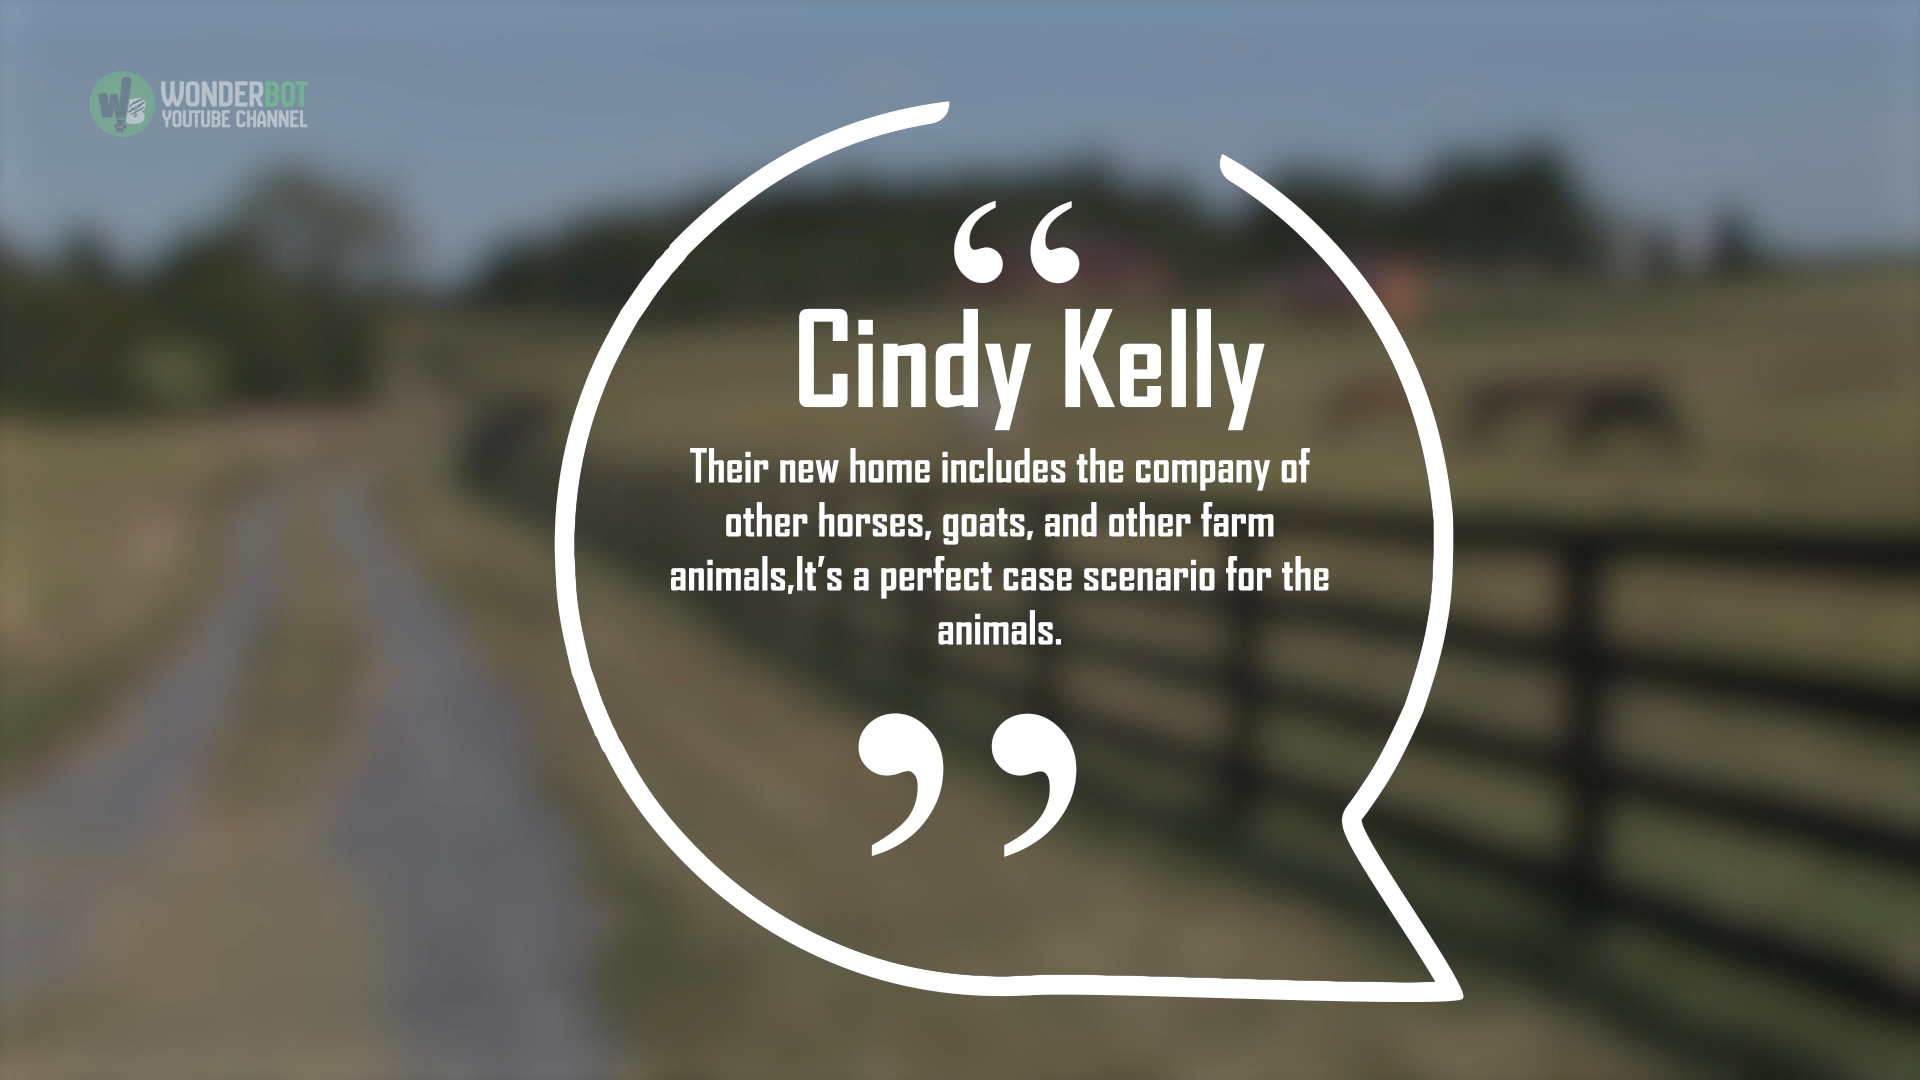 WONDERBOT
YOUTUBE CHANNEL
Cindy Kelly
Their new home includes the company of
other horses, goats, and other farm
animals,It’s a perfect case scenario for the
animals.